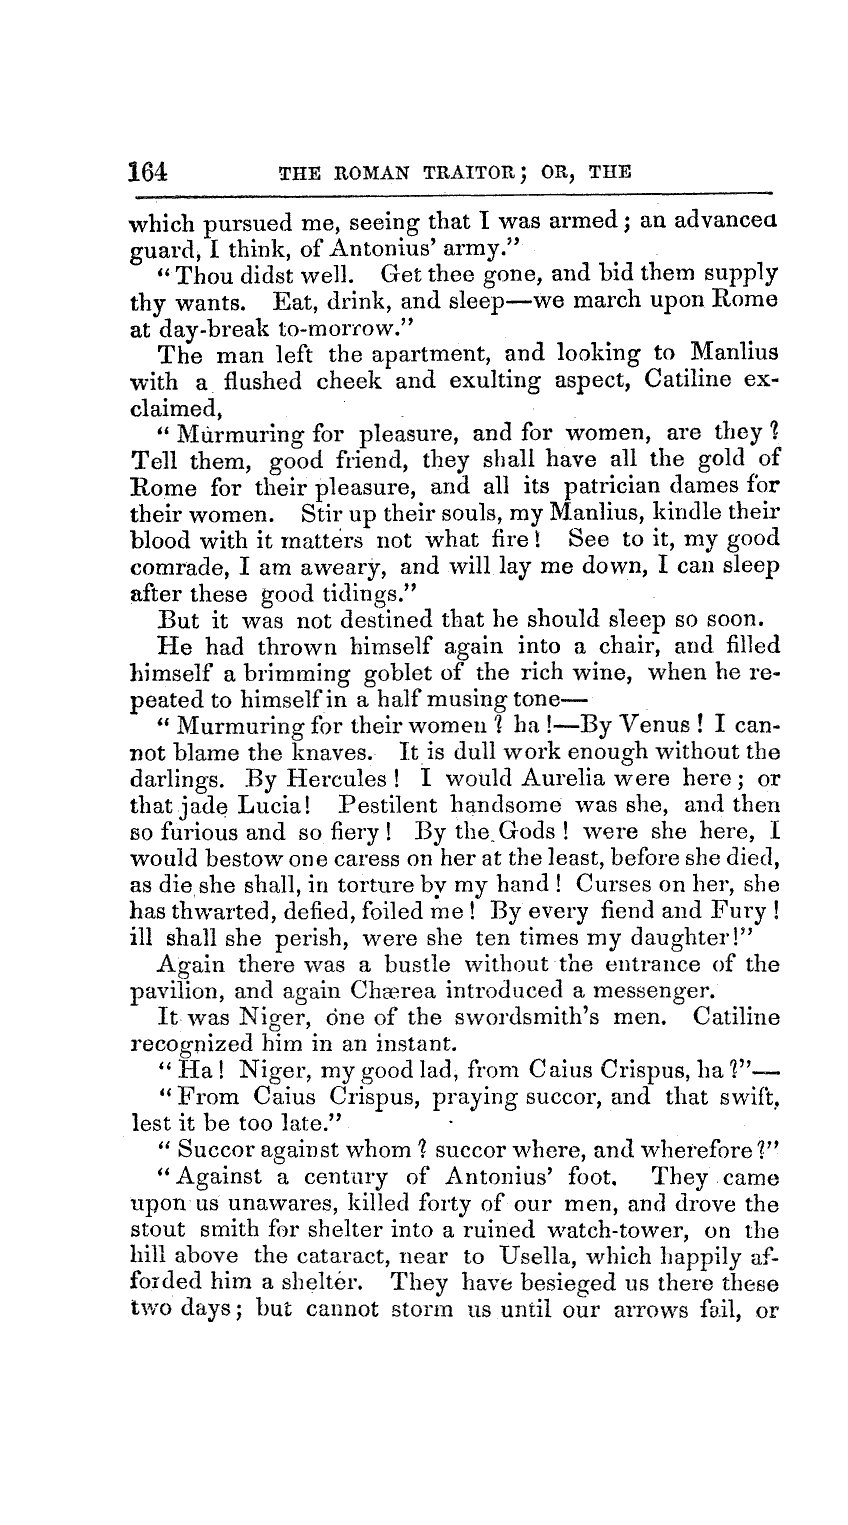 164 THE ROMAN TRAITOR; OR, THE
which pursued me, seeing that I was armed; an advanced
guard, I think, of Antonius' army."
"Thou didst well. Get thee gone, and bid them supply
thy wants. Eat, drink, and sleep—we march upon Rome
at day-break to-morrow."
The man left the apartment, and looking to Manlius
with a flushed cheek and exulting aspect, Catiline ex-
claimed,
"Murmuring for pleasure, and for women, are they?
Tell them, good friend, they shall have all the gold of
Rome for their pleasure, and all its patrician dames for
their women. Stir up their souls, my Manlius, kindle their
blood with it matters not what fire! See to it, my good
comrade, I am aweary, and will lay me down, I can sleep
after these good tidings."
But it was not destined that he should sleep so soon.
He had thrown himself again into a chair, and filled
himself a brimming goblet of the rich wine, when he re-
peated to himself in a half musing tone—
"Murmuring for their women? ha!—By Venus! I can-
not blame the knaves. It is dull work enough without the
darlings. By Hercules! I would Aurelia were here; or
that jade Lucia! Pestilent handsome was she, and then
so furious and so fiery! By the Gods! were she here, I
would bestow one caress on her at the least, before she died,
as die she shall, in torture by my hand! Curses on her, she
has thwarted, defied, foiled me! By every fiend and Fury!
ill shall she perish, were she ten times my daughter!"
Again there was a bustle without the entrance of the
pavilion, and again Chærea introduced a messenger.
It was Niger, one of the swordsmith's men. Catiline
recognized him in an instant.
"Ha! Niger, my good lad, from Caius Crispus, ha?"—
"From Caius Crispus, praying succor, and that swift,
lest it be too late."
"Succor against whom? succor where, and wherefore?"
"Against a century of Antonius' foot. They came
upon us unawares, killed forty of our men, and drove the
stout smith for shelter into a ruined watch-tower, on the
hill above the cataract, near to Usella, which happily af-
forded him a shelter. They have besieged us there these
two days; but cannot storm us until our arrows fail, or